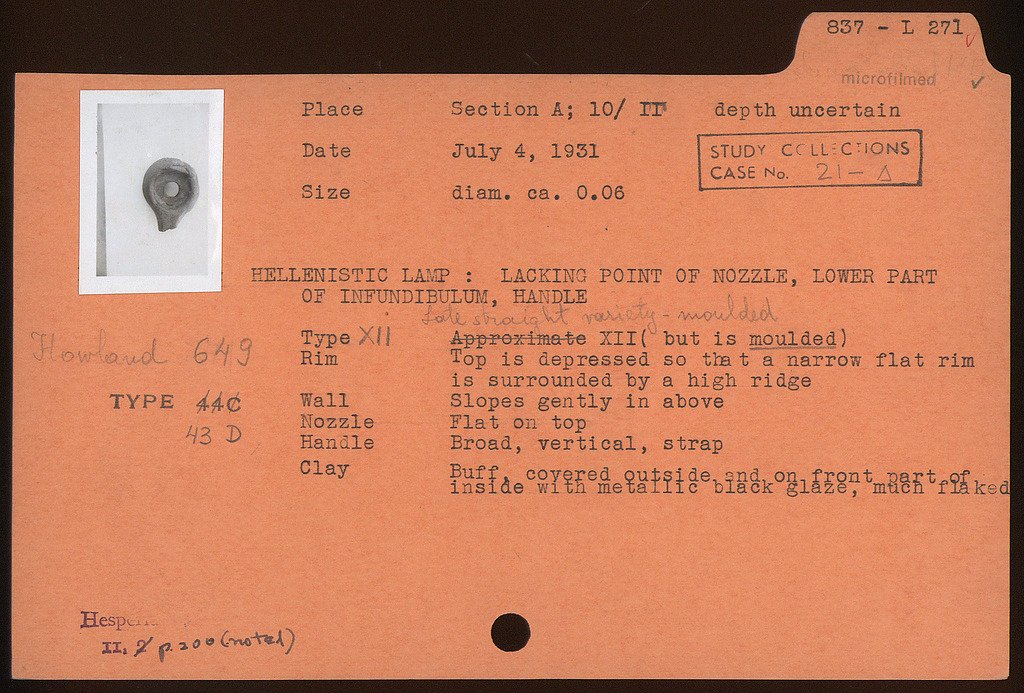 837 - L 271
microfilmed ✓
Place Section A; 10/ II depth uncertain
Date July 4, 1931
STUDY COLLECTIONS
CASE No. 21 - A
Size diam. ca. 0.06
HELLENISTIC LAMP : LACKING POINT OF NOZZLE, LOWER PART
OF INFUNDIBULUM, HANDLE
Late straight variety - moulded
Type XII Approximate XII( but is moulded)
Howland 649
Rim Top is depressed so that a narrow flat rim
is surrounded by a high ridge
TYPE 44C
43 D
Wall Slopes gently in above
Nozzle Flat on top
Handle Broad, vertical, strap
Clay Buff, covered outside and on front part of
inside with metallic black glaze, much flaked
II, 2 p. 200 (noted)